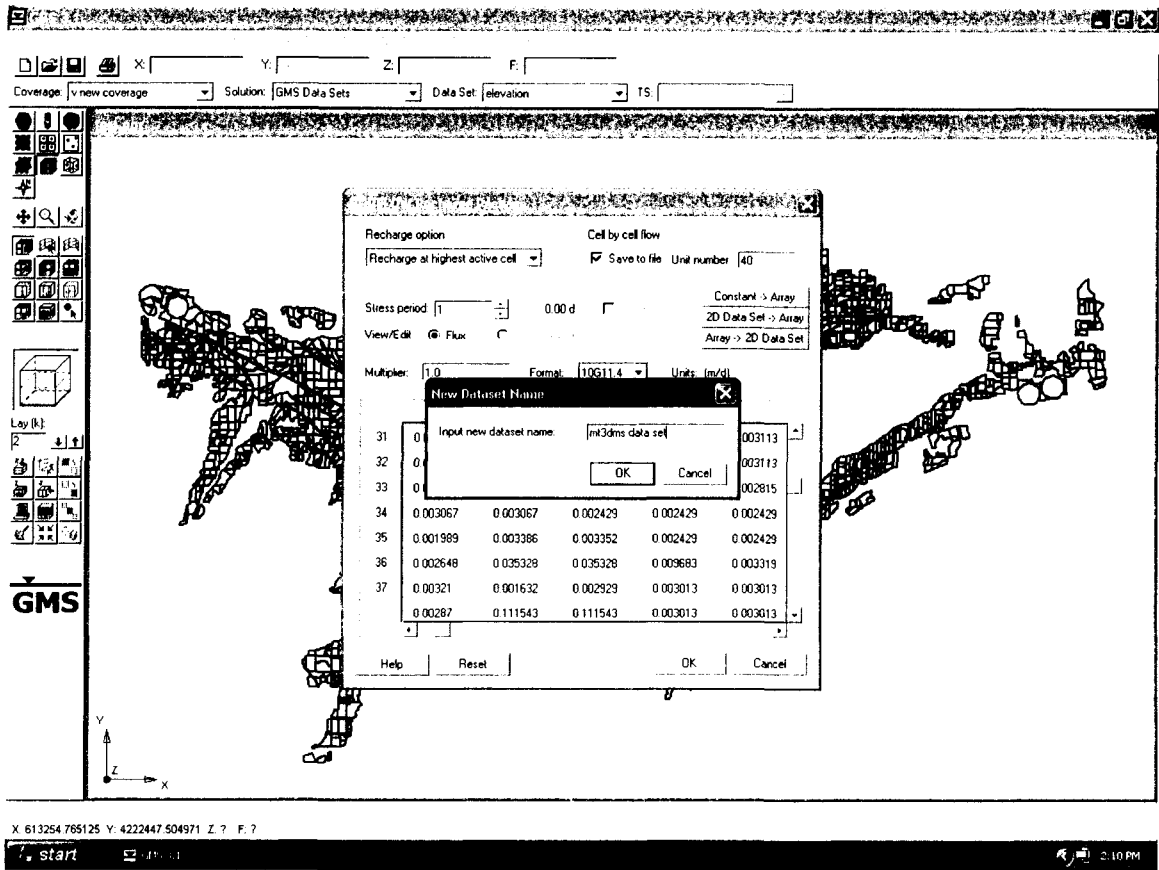 X: Y: Z: F:
Coverage: v new coverage Solution: GMS Data Sets Data Set: elevation TS:
Recharge option
Cell by cell flow
Recharge at highest active cell
Save to file Unit number 40
Stress period: 1 0.00 d
Constant -> Array
2D Data Set -> Array
Array -> 2D Data Set
View/Edit Flux
Multiplier: 1.0 Format: 10G11.4 Units: (m/d)
New Dataset Name
Input new dataset name: mt3dms data set
OK Cancel
31 003113
32 003113
33 002815
34 0.003067 0.003067 0.002429 0.002429 0.002429
35 0.001989 0.003386 0.003352 0.002429 0.002429
36 0.002648 0.035328 0.035328 0.009683 0.003319
37 0.00321 0.001632 0.002929 0.003013 0.003013
0.00287 0.111543 0.111543 0.003013 0.003013
Help Reset OK Cancel
Lay (k):
2
GMS
Y
Z
X
X: 613254.765125 Y: 4222447.504971 Z: ? F: ?
start 2:10 PM